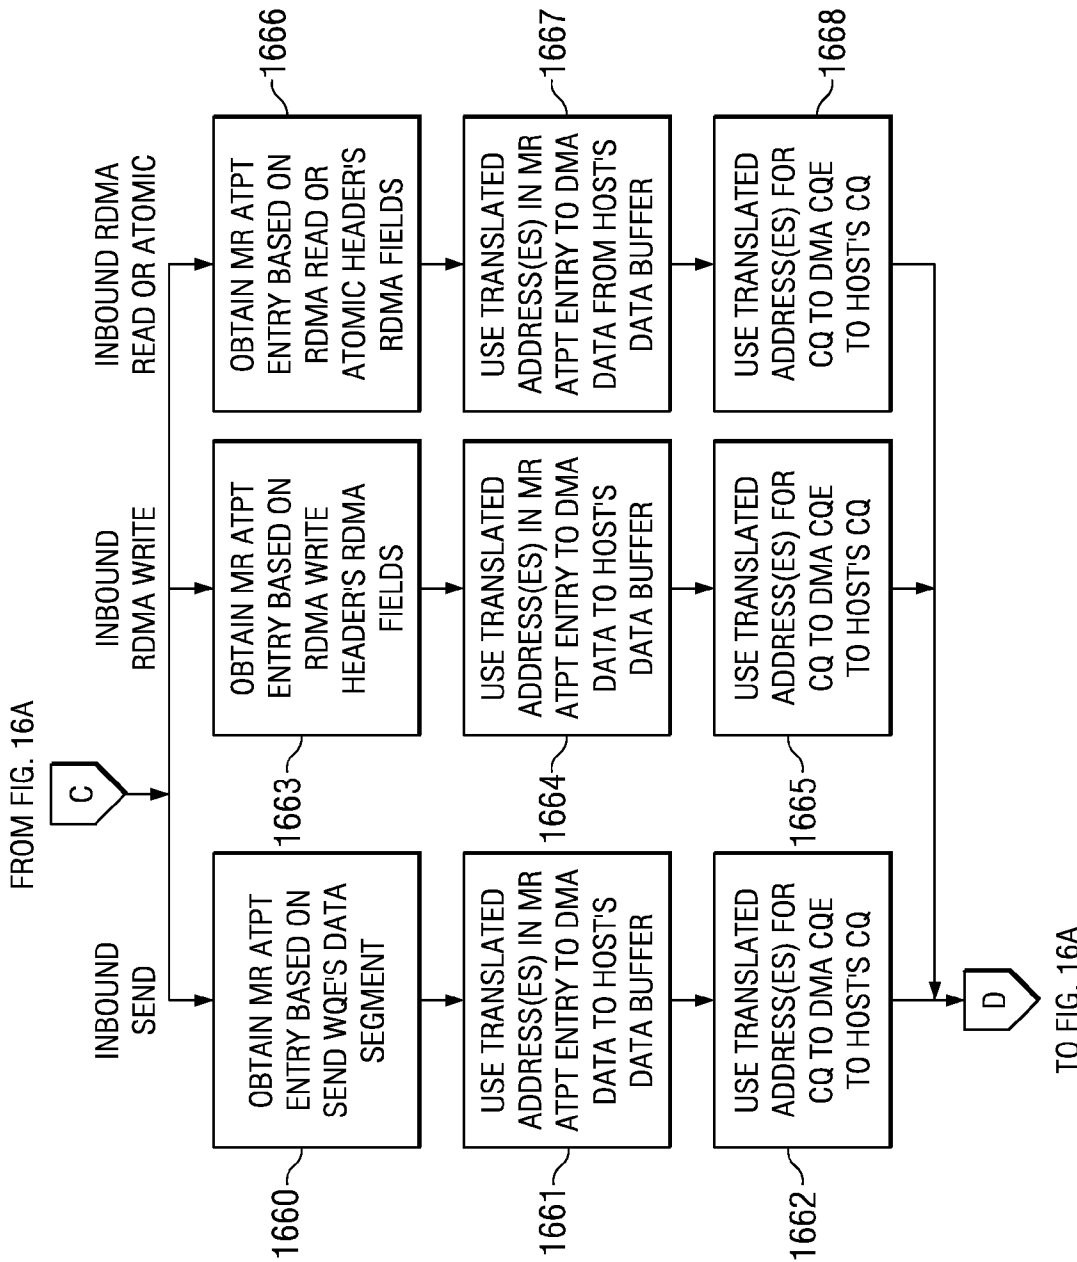 FROM FIG. 16A
C
INBOUND
SEND
INBOUND
RDMA WRITE
INBOUND RDMA
READ OR ATOMIC
1660
OBTAIN MR ATPT
ENTRY BASED ON
SEND WQE'S DATA
SEGMENT
1663
OBTAIN MR ATPT
ENTRY BASED ON
RDMA WRITE
HEADER'S RDMA
FIELDS
OBTAIN MR ATPT
ENTRY BASED ON
RDMA READ OR
ATOMIC HEADER'S
RDMA FIELDS
1666
1661
USE TRANSLATED
ADDRESS(ES) IN MR
ATPT ENTRY TO DMA
DATA TO HOST'S
DATA BUFFER
1664
USE TRANSLATED
ADDRESS(ES) IN MR
ATPT ENTRY TO DMA
DATA TO HOST'S
DATA BUFFER
USE TRANSLATED
ADDRESS(ES) IN MR
ATPT ENTRY TO DMA
DATA FROM HOST'S
DATA BUFFER
1667
1662
USE TRANSLATED
ADDRESS(ES) FOR
CQ TO DMA CQE
TO HOST'S CQ
1665
USE TRANSLATED
ADDRESS(ES) FOR
CQ TO DMA CQE
TO HOST'S CQ
USE TRANSLATED
ADDRESS(ES) FOR
CQ TO DMA CQE
TO HOST'S CQ
1668
D
TO FIG. 16A